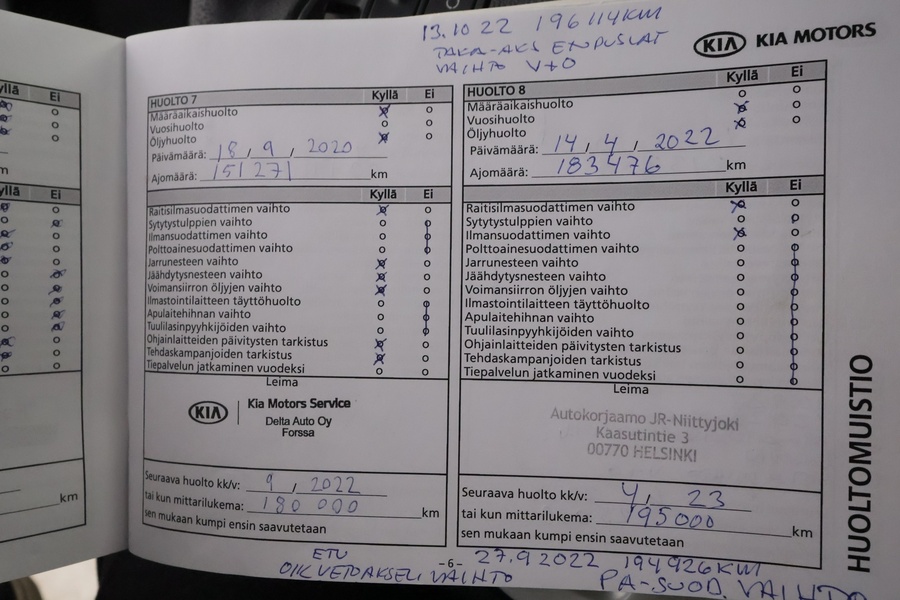 13.10 22 196114KM
TAKA-AKS EN PUSLAT
VAIHTO V+O
KIA KIA MOTORS
yllä Ei
m
yllä Ei
km
HUOLTO 7 Kyllä Ei
Määräaikaishuolto
Vuosihuolto
Öljyhuolto
Päivämäärä: 18, 9, 2020
Ajomäärä: 151 271 km
Kyllä Ei
Raitisilmasuodattimen vaihto
Sytytystulppien vaihto
Ilmansuodattimen vaihto
Polttoainesuodattimen vaihto
Jarrunesteen vaihto
Jäähdytysnesteen vaihto
Voimansiirron öljyjen vaihto
Ilmastointilaitteen täyttöhuolto
Apulaitehihnan vaihto
Tuulilasinpyyhkijöiden vaihto
Ohjainlaitteiden päivitysten tarkistus
Tehdaskampanjoiden tarkistus
Tiepalvelun jatkaminen vuodeksi
Leima
KIA Kia Motors Service
Delta Auto Oy
Forssa
Seuraava huolto kk/v: 9, 2022
tai kun mittarilukema: 180 000 km
sen mukaan kumpi ensin saavutetaan
HUOLTO 8 Kyllä Ei
Määräaikaishuolto
Vuosihuolto
Öljyhuolto
Päivämäärä: 14, 4, 2022
Ajomäärä: 183476 km
Kyllä Ei
Raitisilmasuodattimen vaihto
Sytytystulppien vaihto
Ilmansuodattimen vaihto
Polttoainesuodattimen vaihto
Jarrunesteen vaihto
Jäähdytysnesteen vaihto
Voimansiirron öljyjen vaihto
Ilmastointilaitteen täyttöhuolto
Apulaitehihnan vaihto
Tuulilasinpyyhkijöiden vaihto
Ohjainlaitteiden päivitysten tarkistus
Tehdaskampanjoiden tarkistus
Tiepalvelun jatkaminen vuodeksi
Leima
Autokorjaamo JR-Niittyjoki
Kaasutintie 3
00770 HELSINKI
Seuraava huolto kk/v: 4, 23
tai kun mittarilukema: 195000 km
sen mukaan kumpi ensin saavutetaan
HUOLTOMUISTIO
-6-
ETU
OIK VETOAKSELI VAIHTO
27.9 2022 194926KM
PA-SUOD. VAIHTO